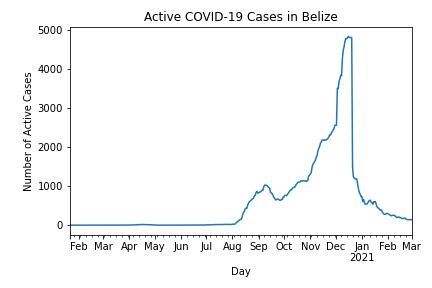 Active COVID-19 Cases in Belize
5000
4000
3000
2000
1000
0
Number of Active Cases
Feb Mar Apr May Jun Jul Aug Sep Oct Nov Dec Jan Feb Mar
2021
Day